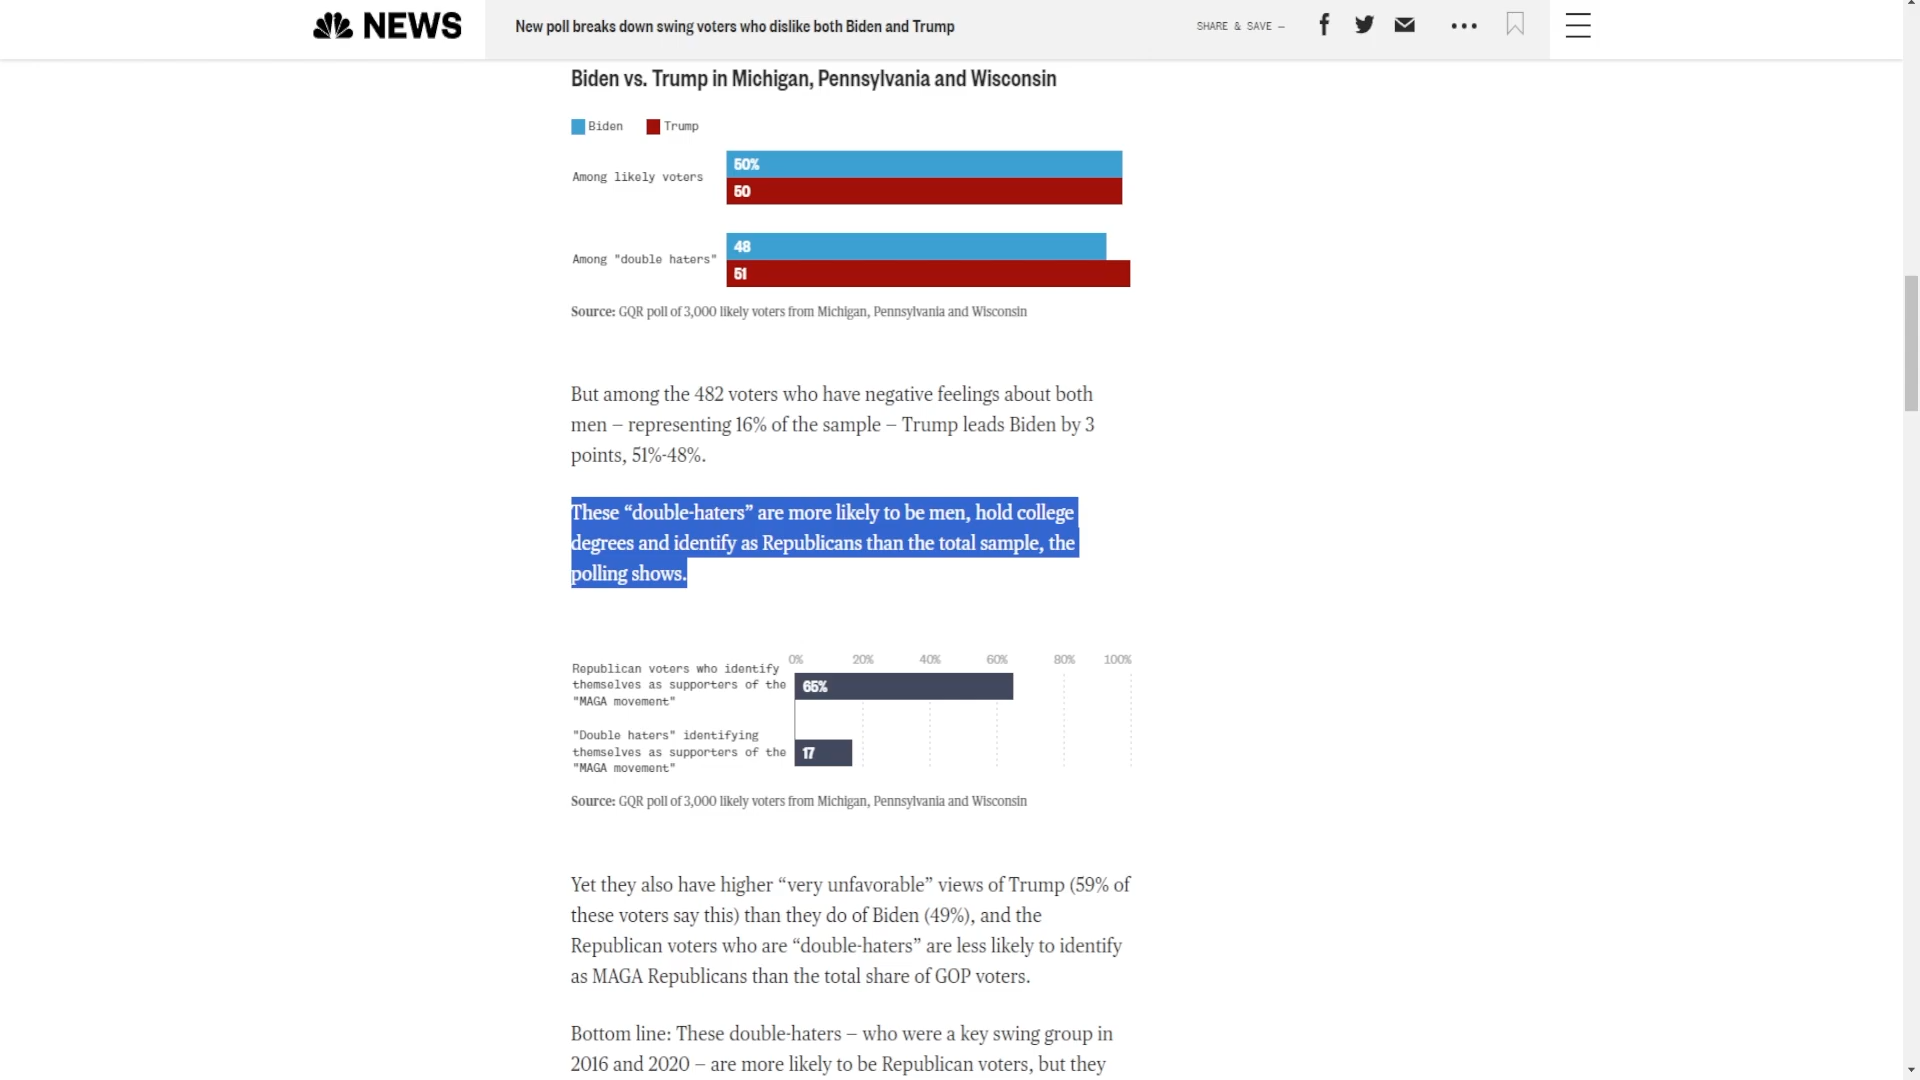 NEWS
New poll breaks down swing voters who dislike both Biden and Trump
SHARE & SAVE —
Biden vs. Trump in Michigan, Pennsylvania and Wisconsin
Biden Trump
Among likely voters
50%
50
Among "double haters"
48
51
Source: GQR poll of 3,000 likely voters from Michigan, Pennsylvania and Wisconsin
But among the 482 voters who have negative feelings about both
men – representing 16% of the sample – Trump leads Biden by 3
points, 51%-48%.
These “double-haters” are more likely to be men, hold college
degrees and identify as Republicans than the total sample, the
polling shows.
0% 20% 40% 60% 80% 100%
Republican voters who identify
themselves as supporters of the
"MAGA movement"
65%
"Double haters" identifying
themselves as supporters of the
"MAGA movement"
17
Source: GQR poll of 3,000 likely voters from Michigan, Pennsylvania and Wisconsin
Yet they also have higher “very unfavorable” views of Trump (59% of
these voters say this) than they do of Biden (49%), and the
Republican voters who are “double-haters” are less likely to identify
as MAGA Republicans than the total share of GOP voters.
Bottom line: These double-haters – who were a key swing group in
2016 and 2020 – are more likely to be Republican voters, but they